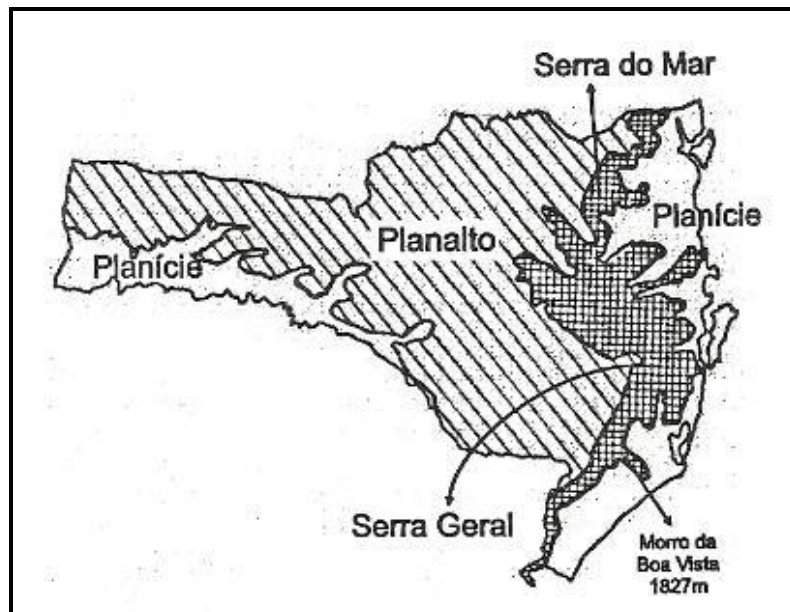 Serra do Mar
Planície
Planalto
Planície
Serra Geral
Morro da
Boa Vista
1827m